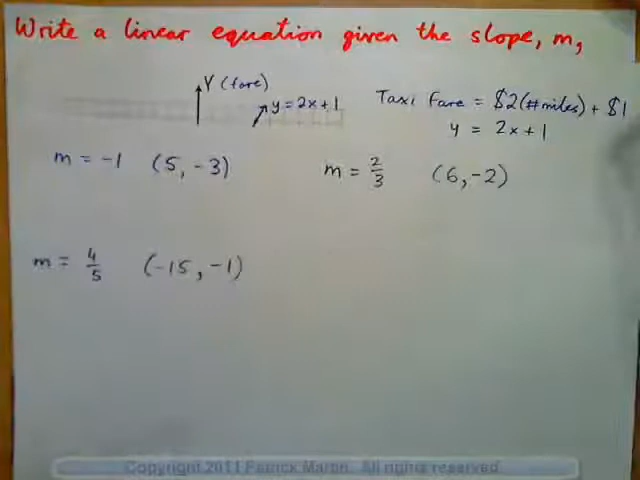 Write a linear equation given the slope, m,
Y (fare)
y = 2x + 1
Taxi Fare = $2(#miles) + $1
y = 2x + 1
m = -1 (5, -3)
m = 2/3 (6, -2)
m = 4/5 (-15, -1)
Copyright 2011 Patrick Martin. All rights reserved